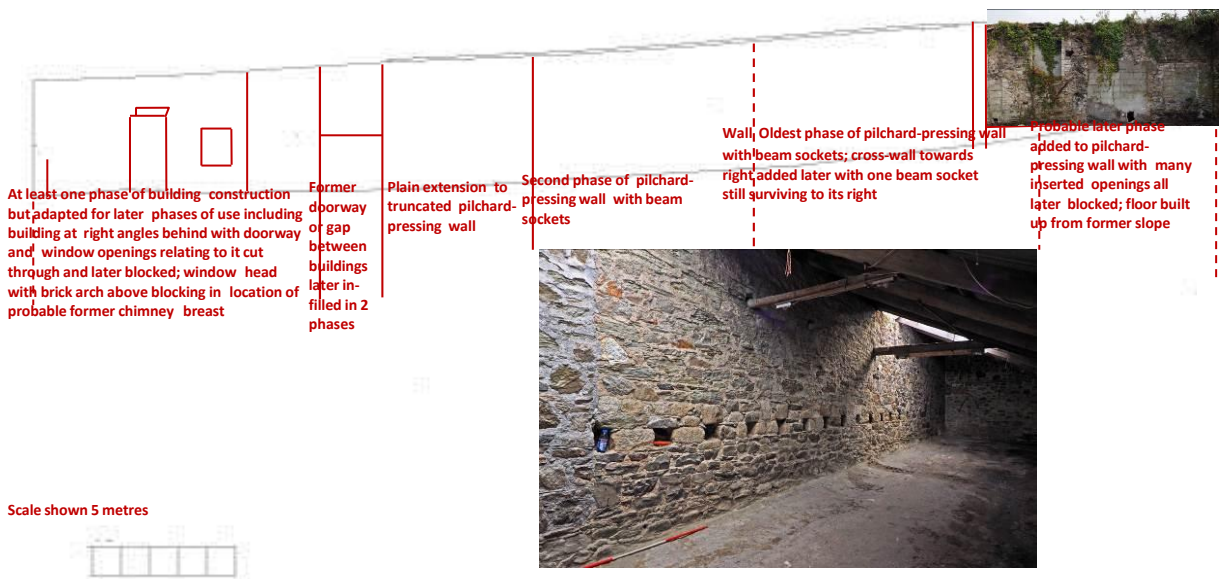 At least one phase of building construction
but adapted for later phases of use including
building at right angles behind with doorway
and window openings relating to it cut
through and later blocked; window head
with brick arch above blocking in location of
probable former chimney breast
Former
doorway
or gap
between
buildings
later in-
filled in 2
phases
Plain extension to
truncated pilchard-
pressing wall
Second phase of pilchard-
pressing wall with beam
sockets
Wall, Oldest phase of pilchard-pressing wall
with beam sockets; cross-wall towards
right added later with one beam socket
still surviving to its right
Probable later phase
added to pilchard-
pressing wall with many
inserted openings all
later blocked; floor built
up from former slope
Scale shown 5 metres